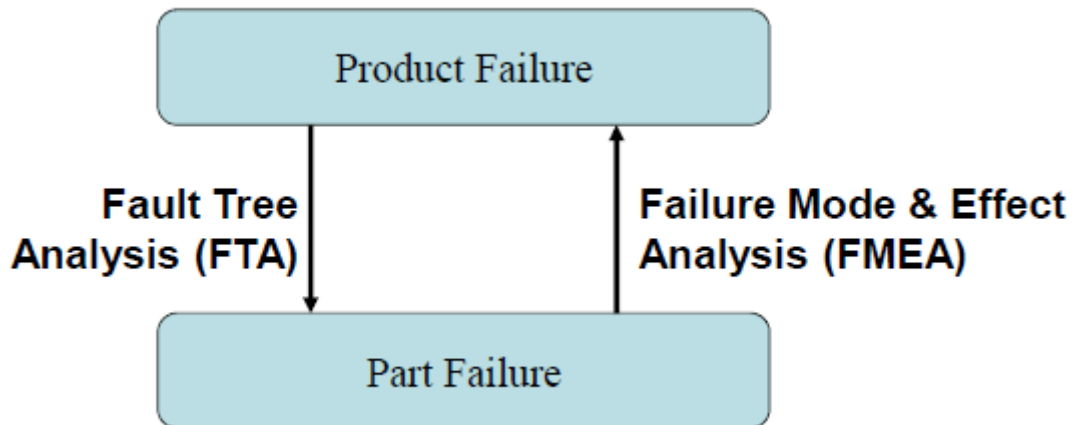 Product Failure
Fault Tree
Analysis (FTA)
Failure Mode & Effect
Analysis (FMEA)
Part Failure